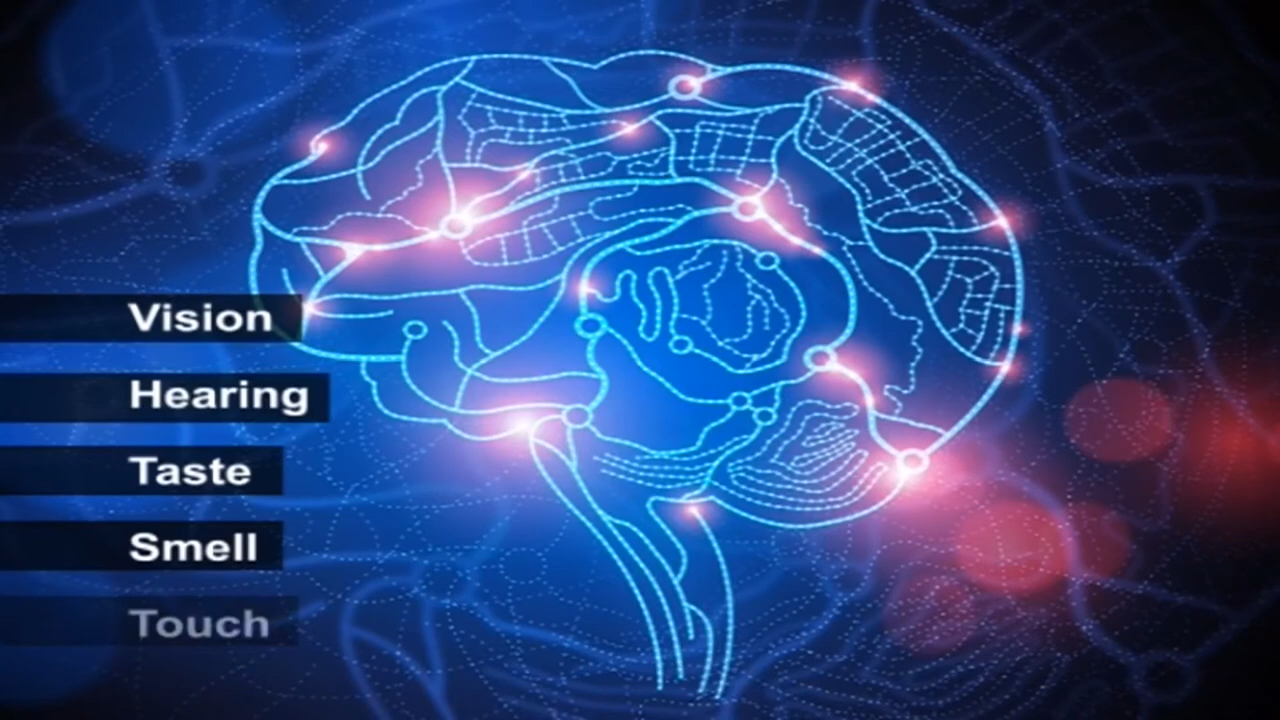 Vision
Hearing
Taste
Smell
Touch